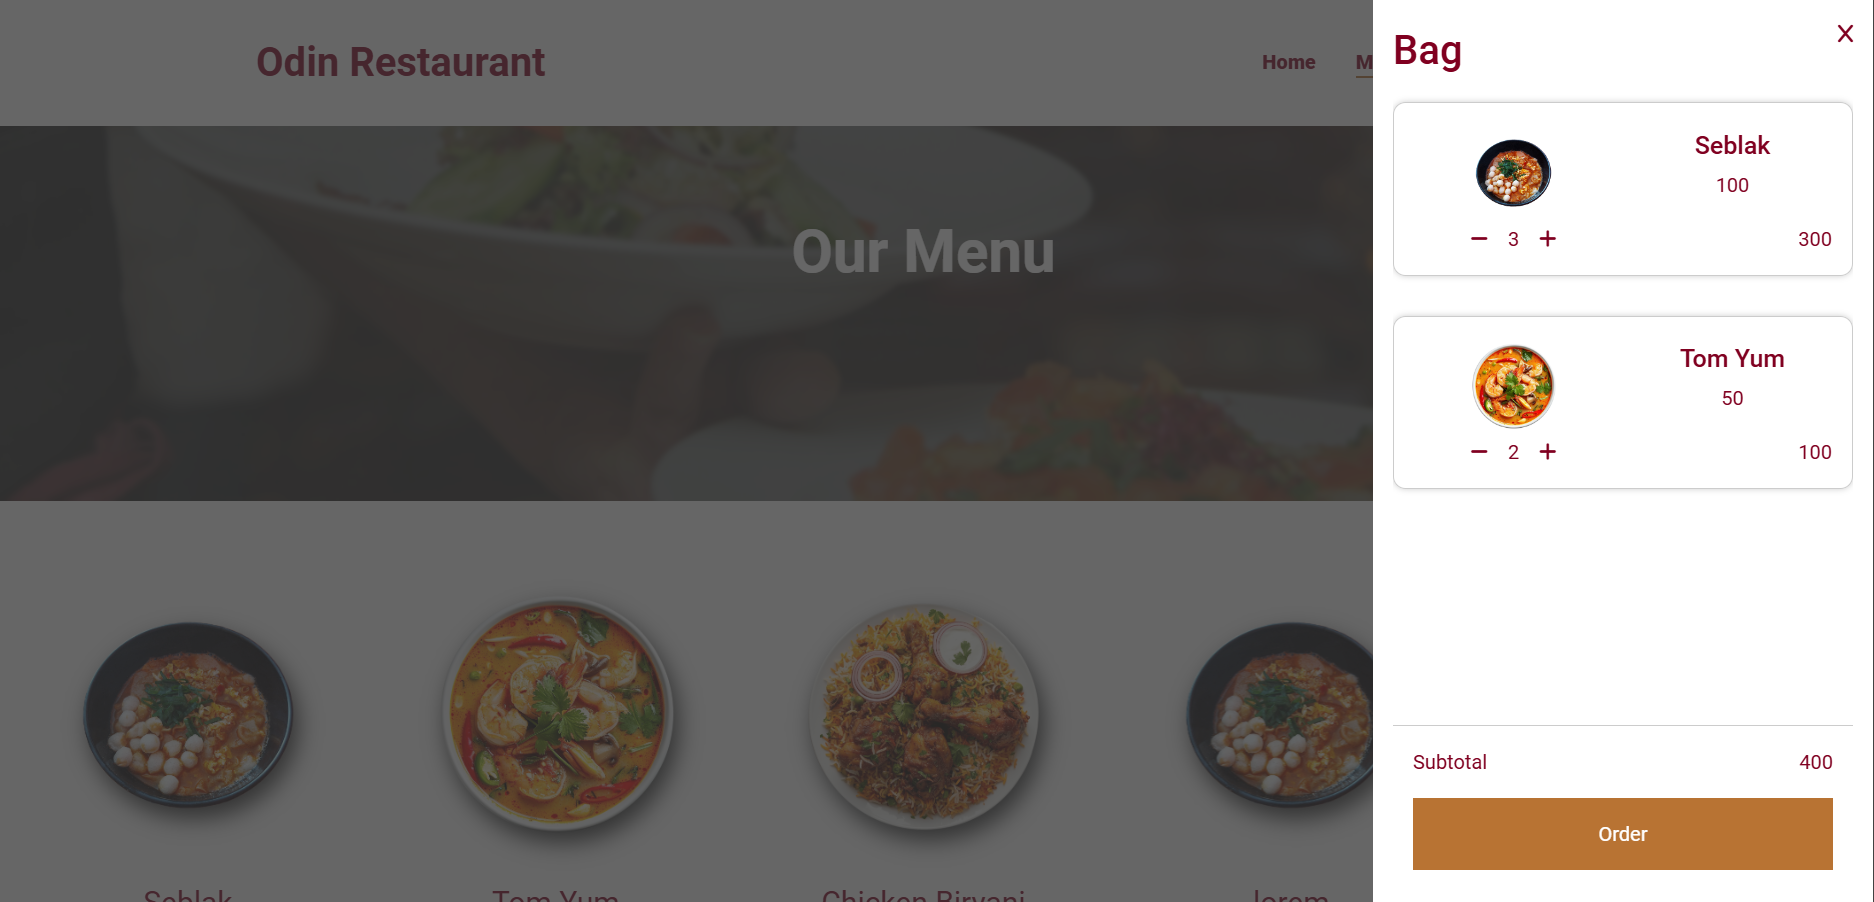 Odin Restaurant
Home
M
Our Menu
Seblak
Tom Yum
Chicken Biryani
lorem
Bag
X
Seblak
100
− 3 +
300
Tom Yum
50
− 2 +
100
Subtotal 400
Order